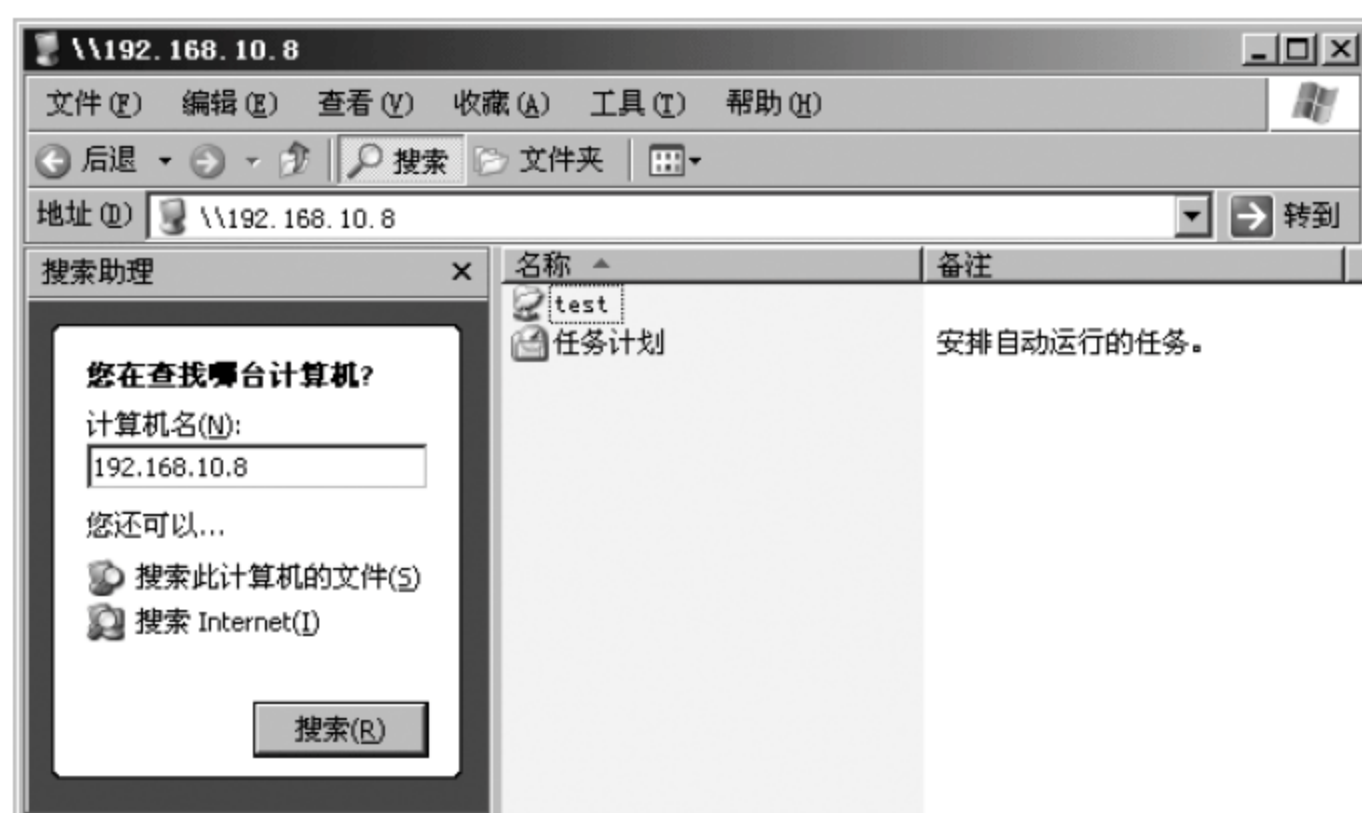 \\192.168.10.8
文件(F) 编辑(E) 查看(V) 收藏(A) 工具(T) 帮助(H)
后退 搜索 文件夹
地址(D) \\192.168.10.8 转到
搜索助理
您在查找哪台计算机?
计算机名(N):
192.168.10.8
您还可以...
搜索此计算机的文件(S)
搜索 Internet(I)
搜索(R)
名称 备注
test
任务计划 安排自动运行的任务。